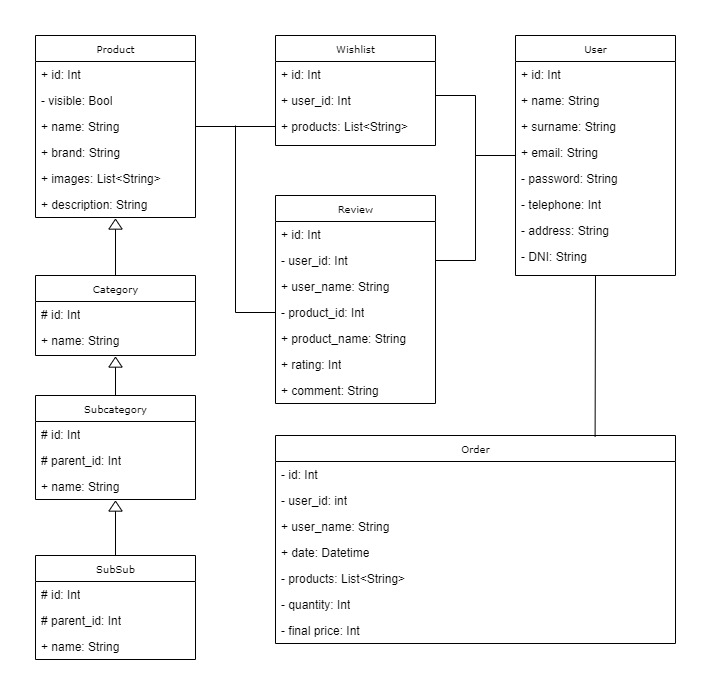 Product
+ id: Int
- visible: Bool
+ name: String
+ brand: String
+ images: List<String>
+ description: String
Wishlist
+ id: Int
+ user_id: Int
+ products: List<String>
User
+ id: Int
+ name: String
+ surname: String
+ email: String
- password: String
- telephone: Int
- address: String
- DNI: String
Review
+ id: Int
- user_id: Int
+ user_name: String
- product_id: Int
+ product_name: String
+ rating: Int
+ comment: String
Category
# id: Int
+ name: String
Subcategory
# id: Int
# parent_id: Int
+ name: String
SubSub
# id: Int
# parent_id: Int
+ name: String
Order
- id: Int
- user_id: int
+ user_name: String
+ date: Datetime
- products: List<String>
- quantity: Int
- final price: Int